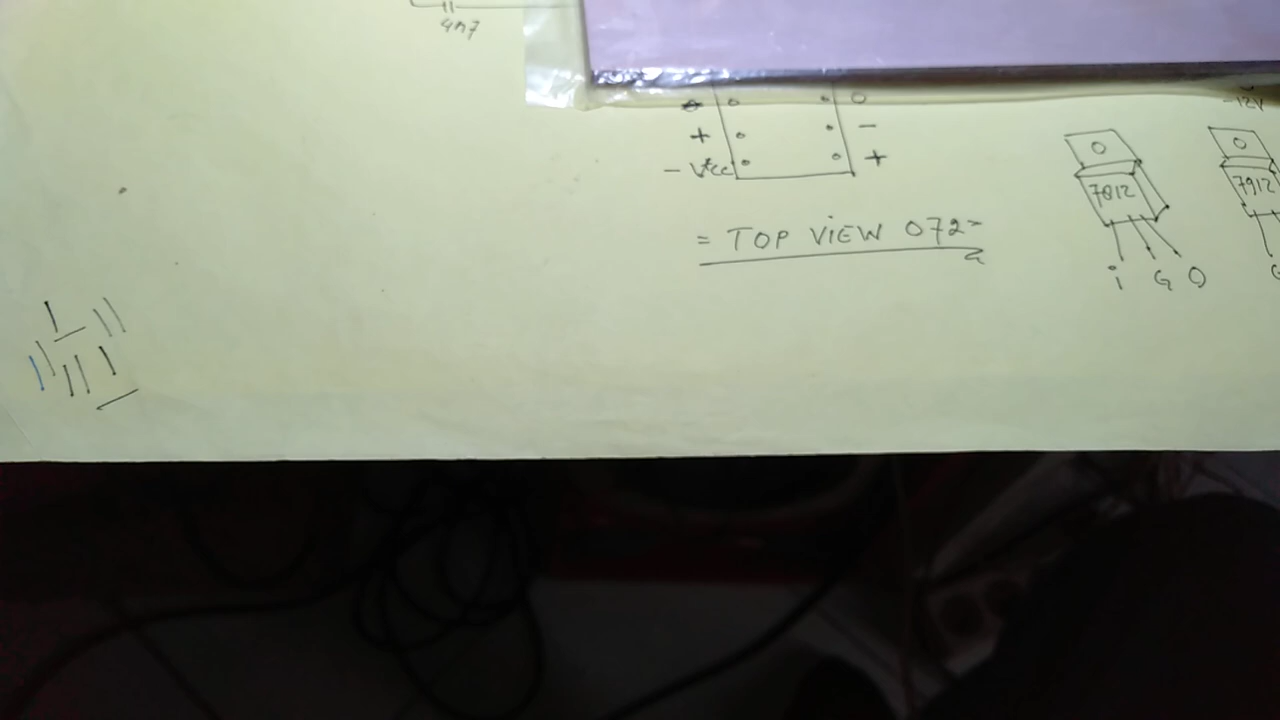 4n7
O
-12V
+ -
- Vcc +
7812 7912
= TOP VIEW 072 =
i G O